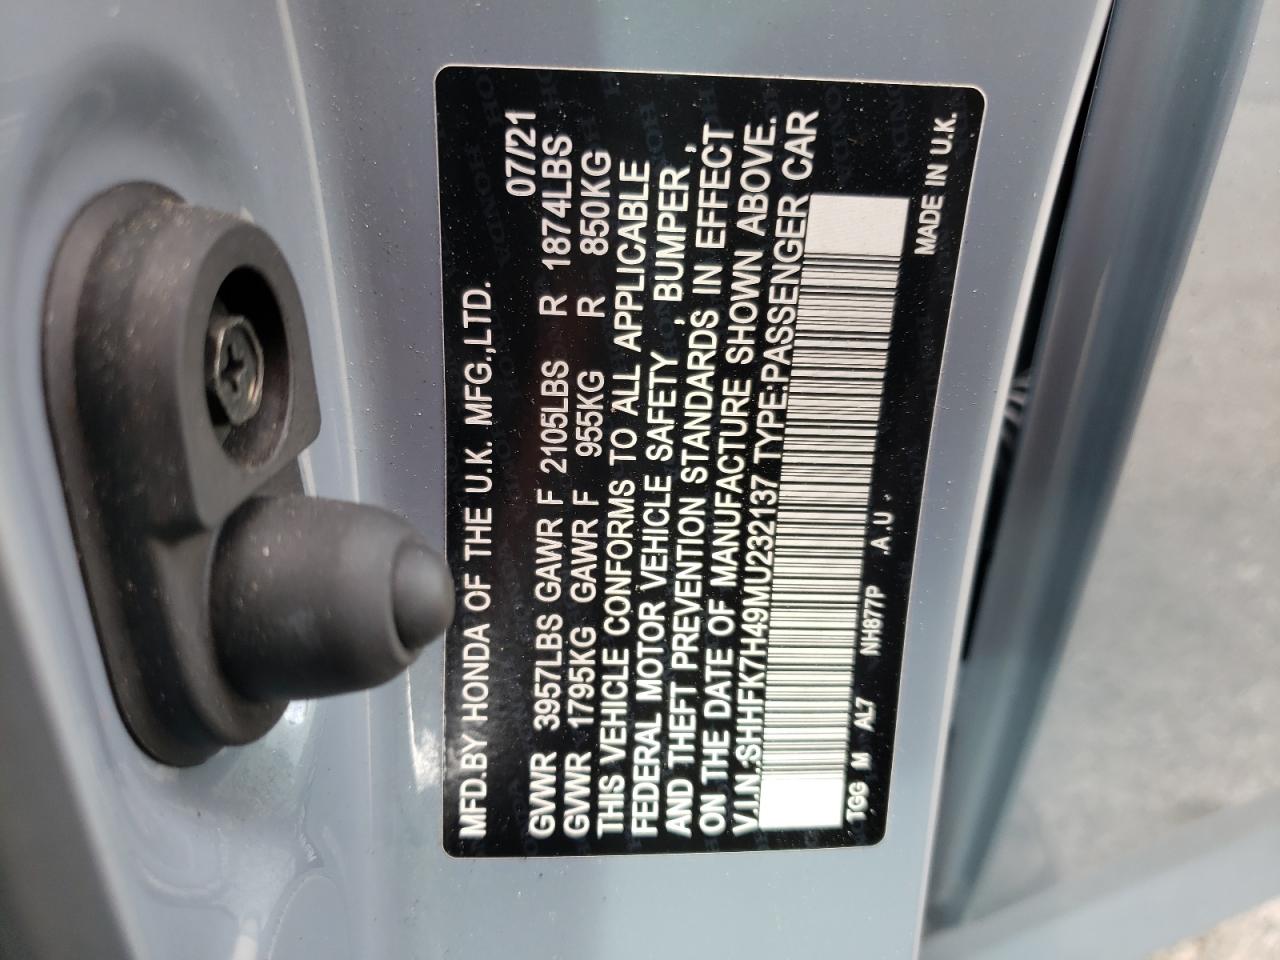 MFD.BY HONDA OF THE U.K. MFG.,LTD. 07/21
GVWR 3957LBS GAWR F 2105LBS R 1874LBS
GVWR 1795KG GAWR F 955KG R 850KG
THIS VEHICLE CONFORMS TO ALL APPLICABLE
FEDERAL MOTOR VEHICLE SAFETY , BUMPER ,
AND THEFT PREVENTION STANDARDS IN EFFECT
ON THE DATE OF MANUFACTURE SHOWN ABOVE.
V.I.N.:SHHFK7H49MU232137 TYPE:PASSENGER CAR
TGG M AL7 NH877P .A.U. MADE IN U.K.